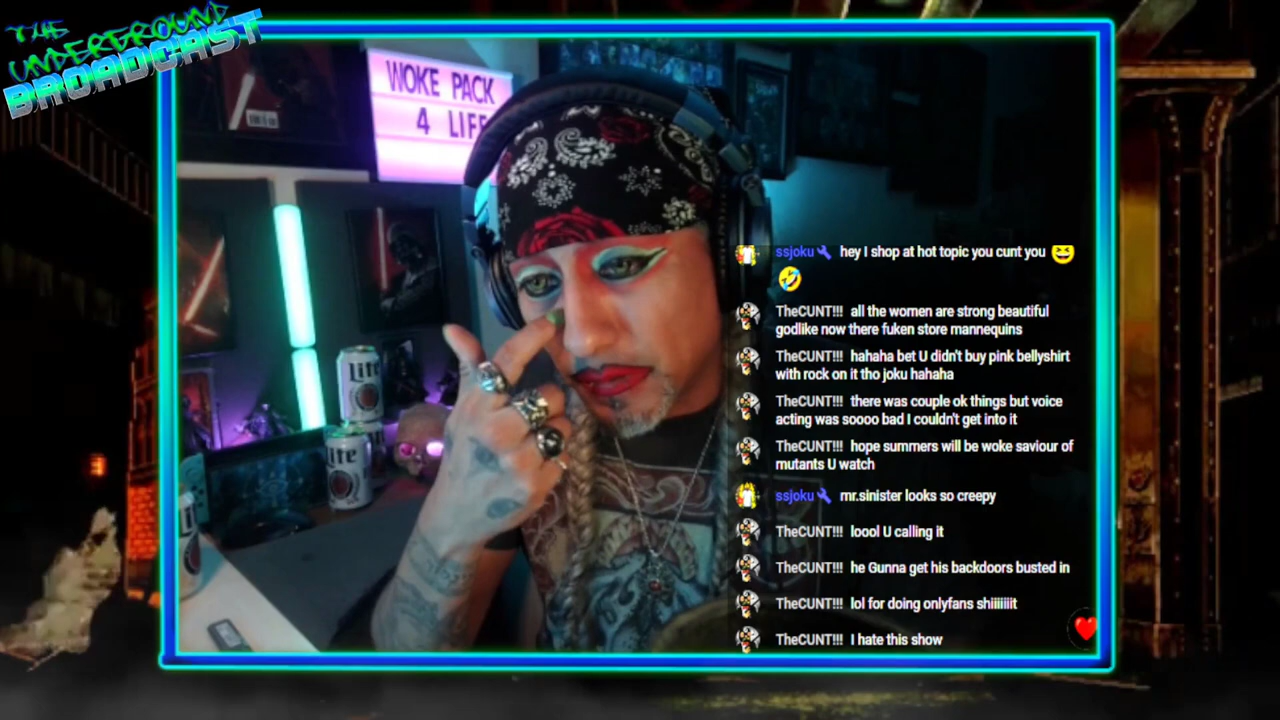 THE
UNDERGROUND
BROADCAST
WOKE PACK
4 LIFE
Lite
Lite
ssjoku hey I shop at hot topic you cunt you 😆
🤣
TheCUNT!!! all the women are strong beautiful
godlike now there fuken store mannequins
TheCUNT!!! hahaha bet U didn't buy pink bellyshirt
with rock on it tho joku hahaha
TheCUNT!!! there was couple ok things but voice
acting was soooo bad I couldn't get into it
TheCUNT!!! hope summers will be woke saviour of
mutants U watch
ssjoku mr.sinister looks so creepy
TheCUNT!!! loool U calling it
TheCUNT!!! he Gunna get his backdoors busted in
TheCUNT!!! lol for doing onlyfans shiiiiiiit
TheCUNT!!! I hate this show